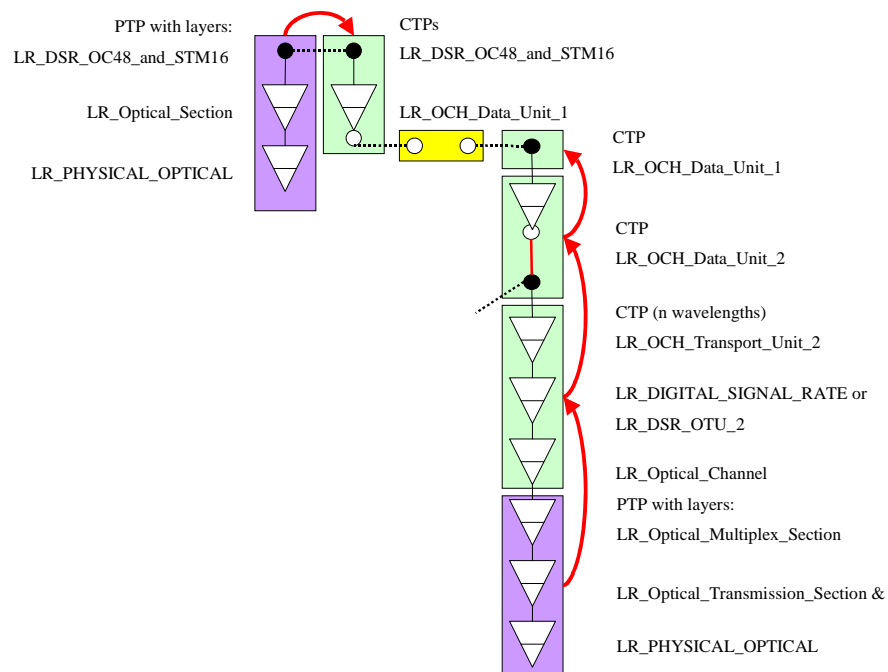 PTP with layers:
LR_DSR_OC48_and_STM16
LR_Optical_Section
LR_PHYSICAL_OPTICAL
CTPs
LR_DSR_OC48_and_STM16
LR_OCH_Data_Unit_1
CTP
LR_OCH_Data_Unit_1
CTP
LR_OCH_Data_Unit_2
CTP (n wavelengths)
LR_OCH_Transport_Unit_2
LR_DIGITAL_SIGNAL_RATE or
LR_DSR_OTU_2
LR_Optical_Channel
PTP with layers:
LR_Optical_Multiplex_Section
LR_Optical_Transmission_Section &
LR_PHYSICAL_OPTICAL